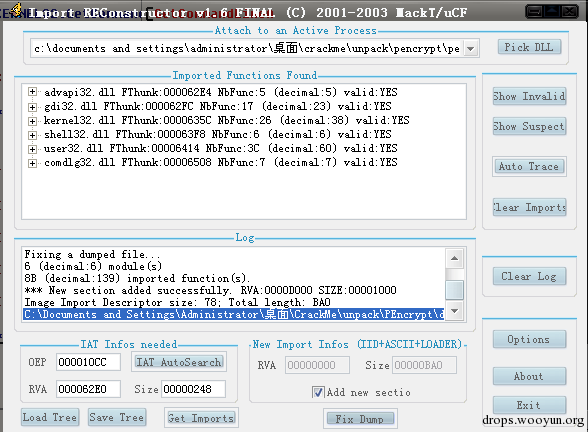 Import REConstructor v1.6 FINAL (C) 2001-2003 MackT/uCF
Attach to an Active Process
c:\documents and settings\administrator\桌面\crackme\unpack\pencrypt\pe
Pick DLL
Imported Functions Found
advapi32.dll FThunk:000062E4 NbFunc:5 (decimal:5) valid:YES
gdi32.dll FThunk:000062FC NbFunc:17 (decimal:23) valid:YES
kernel32.dll FThunk:0000635C NbFunc:26 (decimal:38) valid:YES
shell32.dll FThunk:000063F8 NbFunc:6 (decimal:6) valid:YES
user32.dll FThunk:00006414 NbFunc:3C (decimal:60) valid:YES
comdlg32.dll FThunk:00006508 NbFunc:7 (decimal:7) valid:YES
Show Invalid
Show Suspect
Auto Trace
Clear Imports
Log
Fixing a dumped file...
6 (decimal:6) module(s)
8B (decimal:139) imported function(s).
*** New section added successfully. RVA:0000D000 SIZE:00001000
Image Import Descriptor size: 78; Total length: BA0
C:\Documents and Settings\Administrator\桌面\CrackMe\unpack\PEncrypt\d
Clear Log
IAT Infos needed
OEP 000010CC IAT AutoSearch
RVA 000062E0 Size 00000248
New Import Infos (IID+ASCII+LOADER)
RVA 00000000 Size 00000BA0
Add new sectio
Load Tree Save Tree Get Imports Fix Dump
Options
About
Exit
drops.wooyun.org